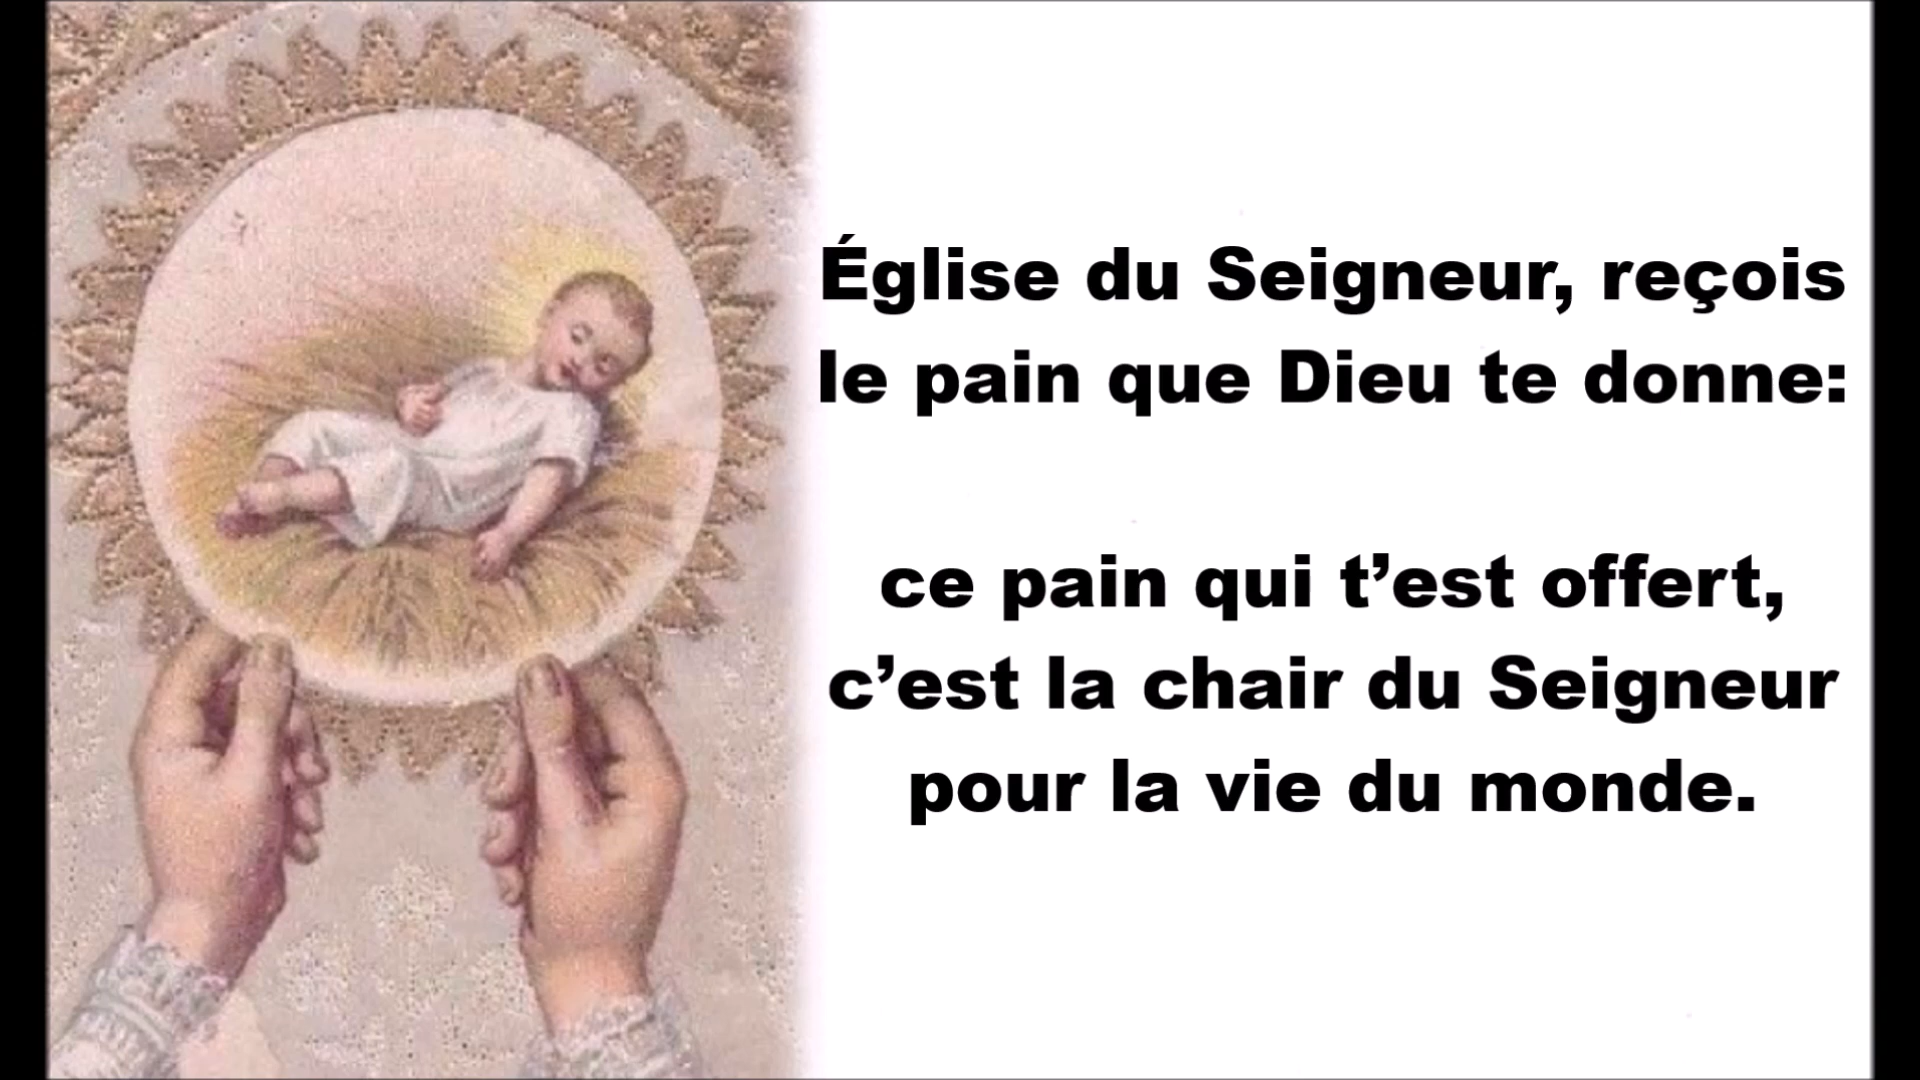 Église du Seigneur, reçois
le pain que Dieu te donne:
ce pain qui t’est offert,
c’est la chair du Seigneur
pour la vie du monde.